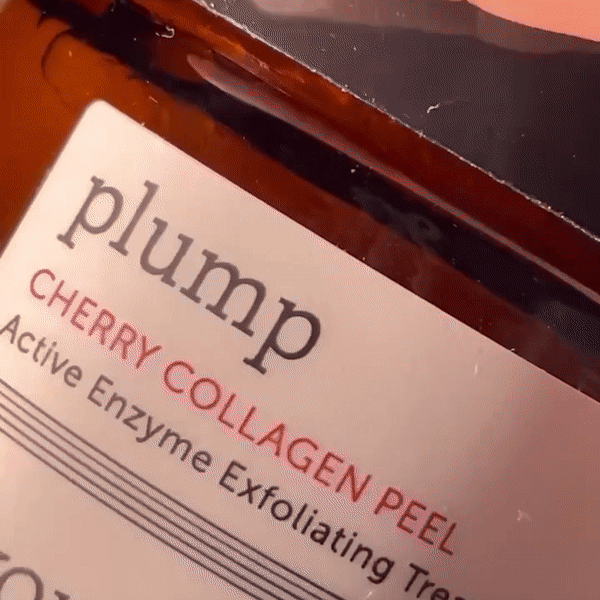 plump
CHERRY COLLAGEN PEEL
Active Enzyme Exfoliating